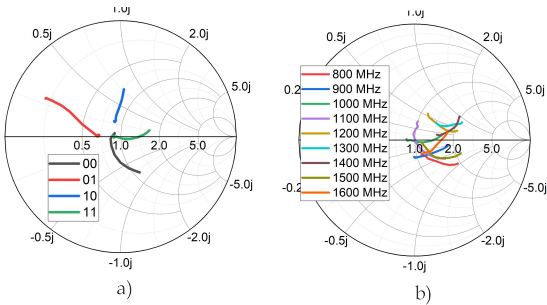 1.0j
0.5j
2.0j
5.0j
0.5
1.0
2.0
5.0
00
01
10
11
-5.0j
-0.5j
-2.0j
-1.0j
a)
1.0j
0.5j
2.0j
0.2
5.0j
800 MHz
900 MHz
1000 MHz
1100 MHz
1200 MHz
1300 MHz
1400 MHz
1500 MHz
1600 MHz
1.0
2.0
5.0
-0.2
-5.0j
-0.5j
-2.0j
-1.0j
b)